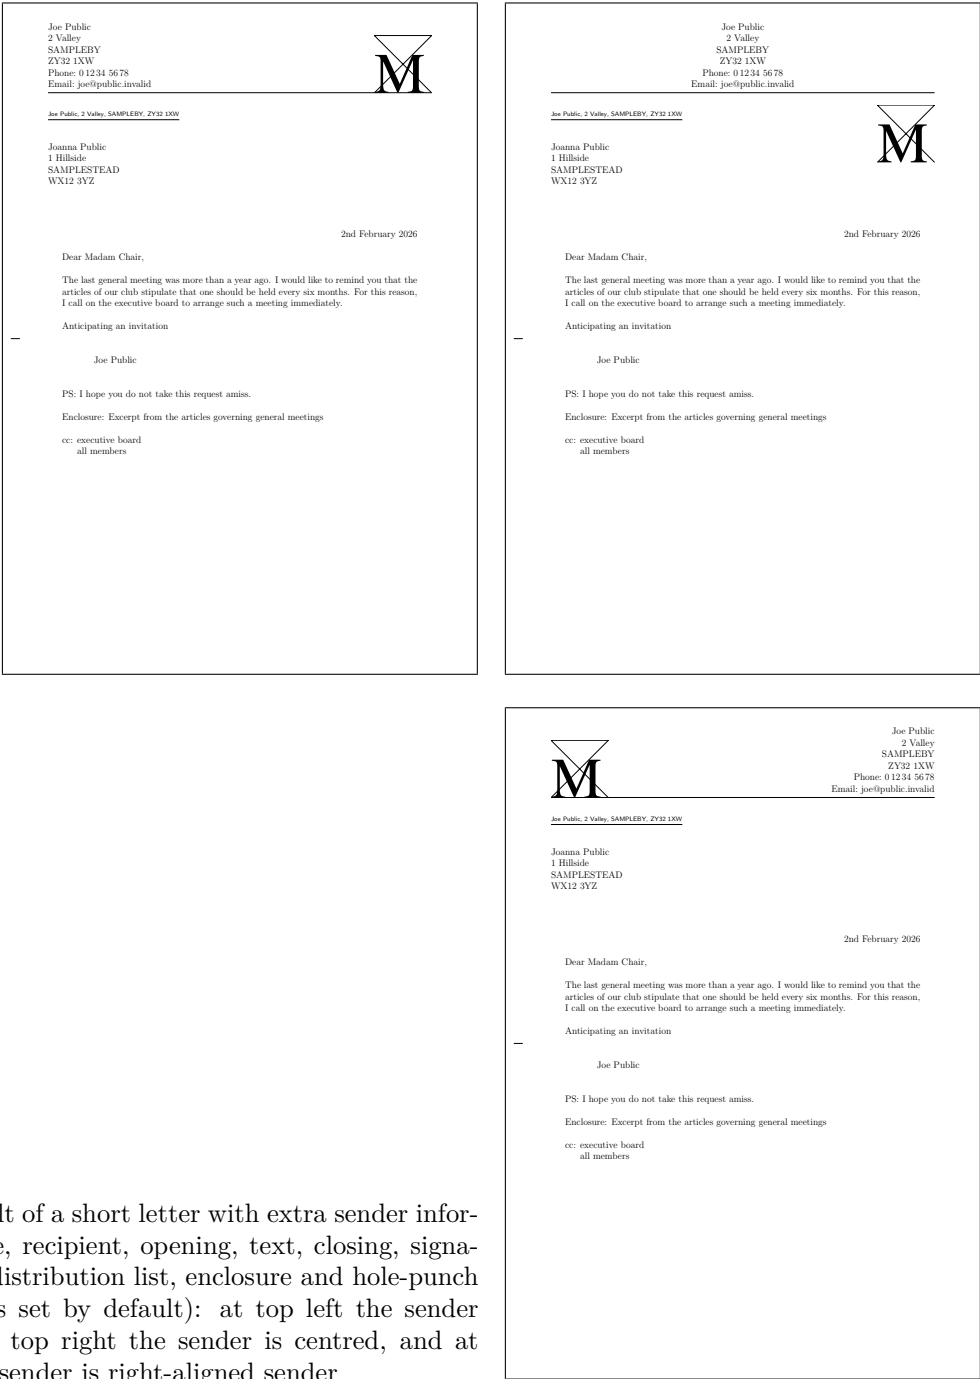 Joe Public
2 Valley
SAMPLEBY
ZY32 1XW
Phone: 0 12 34 56 78
Email: joe@public.invalid
M
Joe Public, 2 Valley, SAMPLEBY, ZY32 1XW
Joanna Public
1 Hillside
SAMPLESTEAD
WX12 3YZ
2nd February 2026
Dear Madam Chair,
The last general meeting was more than a year ago. I would like to remind you that the
articles of our club stipulate that one should be held every six months. For this reason,
I call on the executive board to arrange such a meeting immediately.
Anticipating an invitation
Joe Public
PS: I hope you do not take this request amiss.
Enclosure: Excerpt from the articles governing general meetings
cc: executive board
all members
Joe Public
2 Valley
SAMPLEBY
ZY32 1XW
Phone: 0 12 34 56 78
Email: joe@public.invalid
Joe Public, 2 Valley, SAMPLEBY, ZY32 1XW
M
Joanna Public
1 Hillside
SAMPLESTEAD
WX12 3YZ
2nd February 2026
Dear Madam Chair,
The last general meeting was more than a year ago. I would like to remind you that the
articles of our club stipulate that one should be held every six months. For this reason,
I call on the executive board to arrange such a meeting immediately.
Anticipating an invitation
Joe Public
PS: I hope you do not take this request amiss.
Enclosure: Excerpt from the articles governing general meetings
cc: executive board
all members
Joe Public
2 Valley
SAMPLEBY
ZY32 1XW
Phone: 0 12 34 56 78
Email: joe@public.invalid
M
Joe Public, 2 Valley, SAMPLEBY, ZY32 1XW
Joanna Public
1 Hillside
SAMPLESTEAD
WX12 3YZ
2nd February 2026
Dear Madam Chair,
The last general meeting was more than a year ago. I would like to remind you that the
articles of our club stipulate that one should be held every six months. For this reason,
I call on the executive board to arrange such a meeting immediately.
Anticipating an invitation
Joe Public
PS: I hope you do not take this request amiss.
Enclosure: Excerpt from the articles governing general meetings
cc: executive board
all members
of a short letter with extra sender infor-
recipient, opening, text, closing, signa-
distribution list, enclosure and hole-punch
set by default): at top left the sender
top right the sender is centred, and at
sender is right-aligned sender